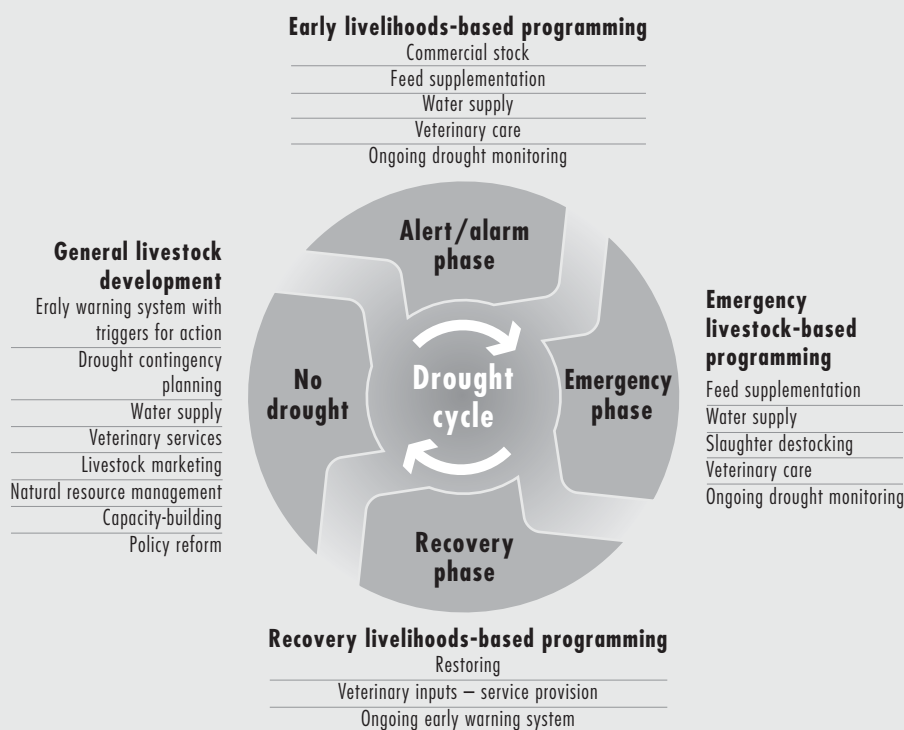 Early livelihoods-based programming
Commercial stock
Feed supplementation
Water supply
Veterinary care
Ongoing drought monitoring
Alert/alarm
phase
General livestock
development
Eraly warning system with
triggers for action
Drought contingency
planning
Water supply
Veterinary services
Livestock marketing
Natural resource management
Capacity-building
Policy reform
No
drought
Drought
cycle
Emergency
phase
Emergency
livestock-based
programming
Feed supplementation
Water supply
Slaughter destocking
Veterinary care
Ongoing drought monitoring
Recovery
phase
Recovery livelihoods-based programming
Restoring
Veterinary inputs – service provision
Ongoing early warning system